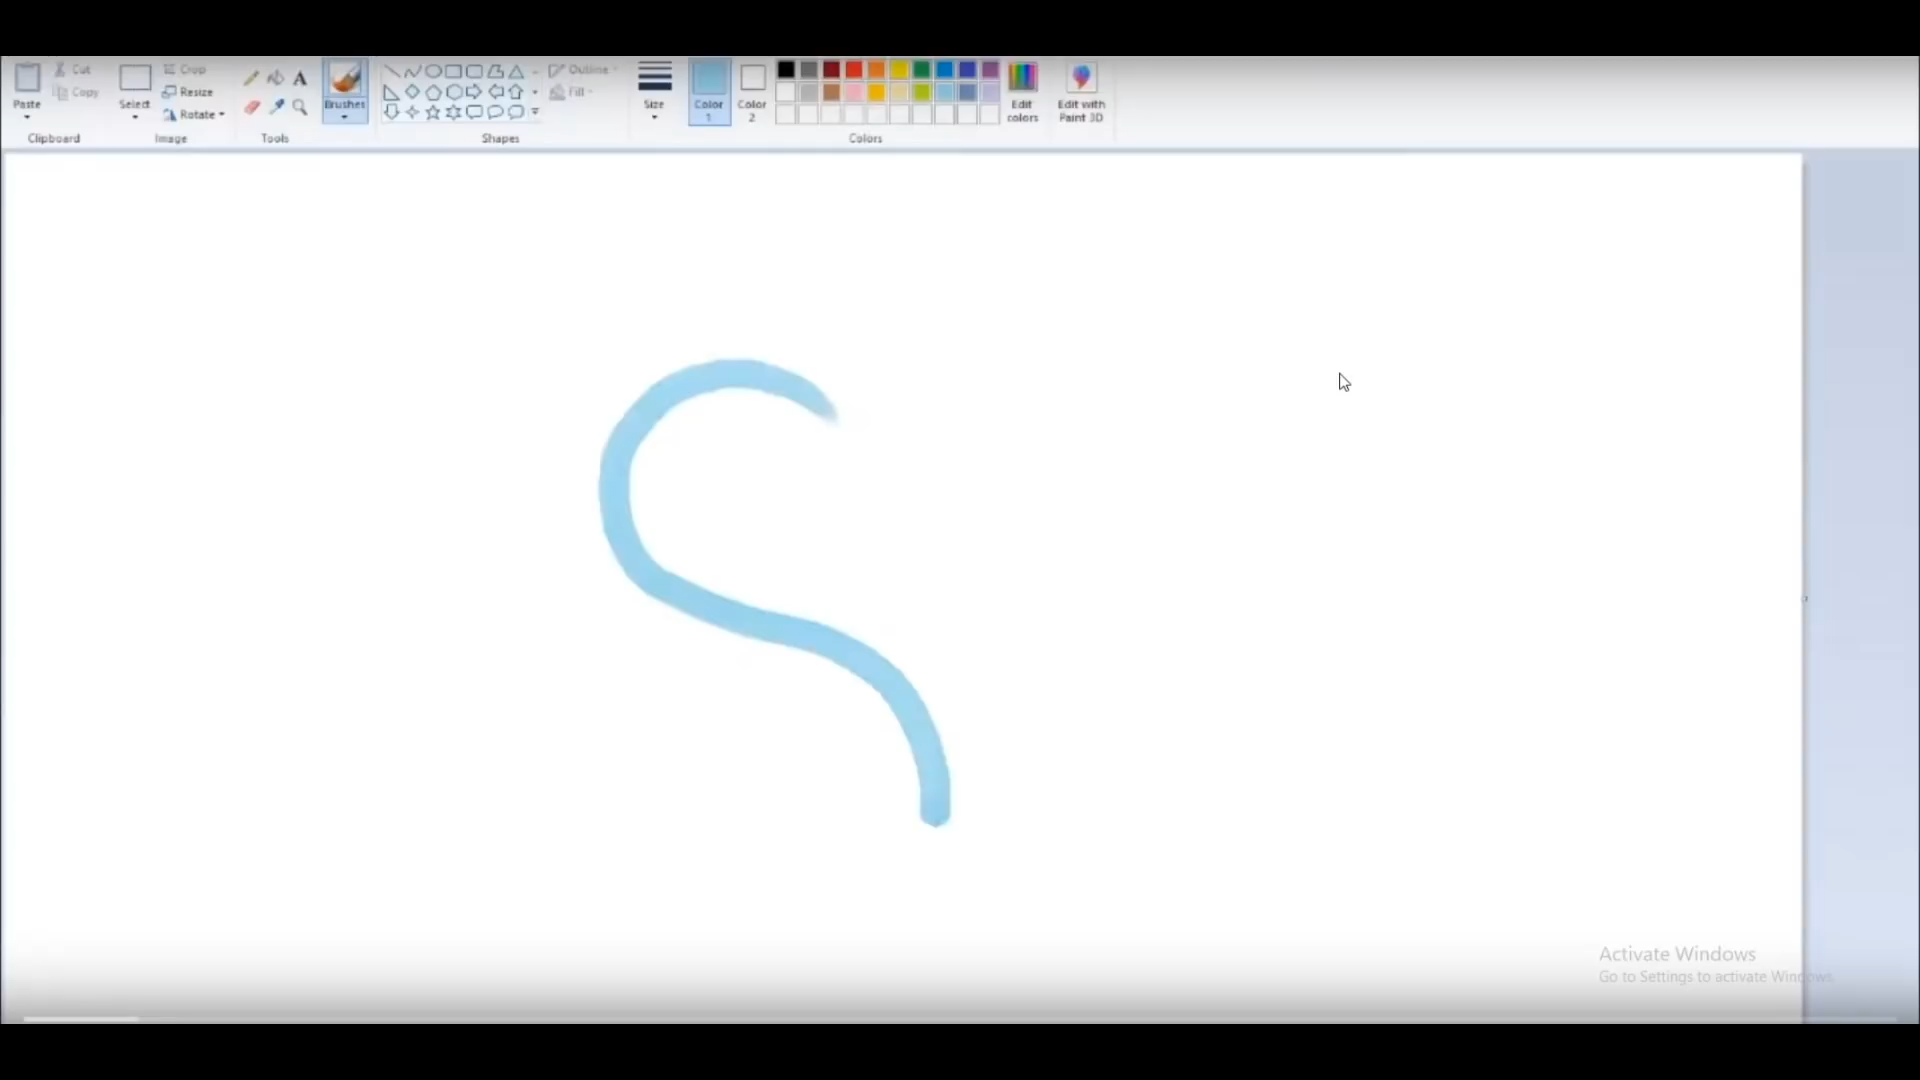 Cut
Copy
Paste
Clipboard
Crop
Resize
Rotate
Select
Image
A
Tools
Brushes
Outline
Fill
Shapes
Size
Color 1
Color 2
Colors
Edit colors
Edit with Paint 3D
Activate Windows
Go to Settings to activate Windows.